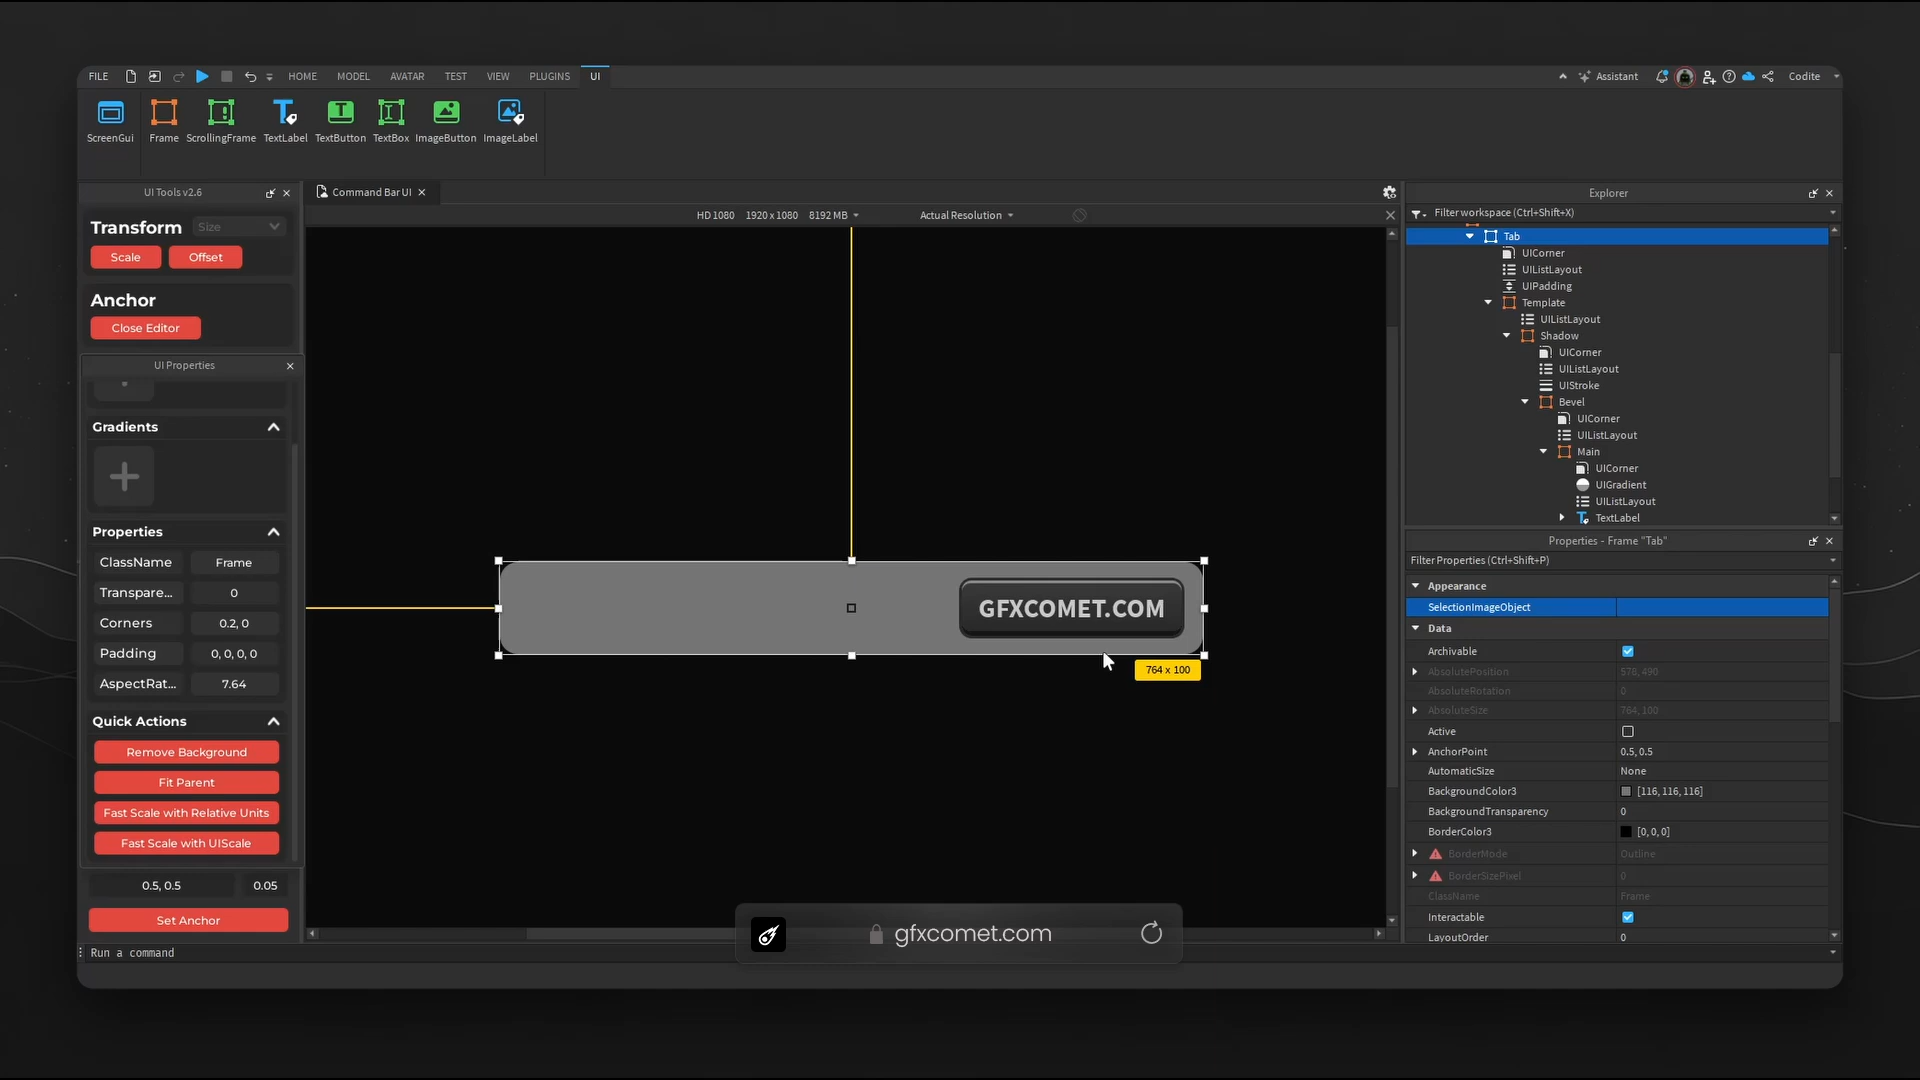 FILE HOME MODEL AVATAR TEST VIEW PLUGINS UI Assistant Codite
ScreenGui Frame ScrollingFrame TextLabel TextButton TextBox ImageButton ImageLabel
UI Tools v2.6
Transform Size
Scale Offset
Anchor
Close Editor
UI Properties
Gradients
Properties
ClassName Frame
Transpare... 0
Corners 0.2, 0
Padding 0, 0, 0, 0
AspectRat... 7.64
Quick Actions
Remove Background
Fit Parent
Fast Scale with Relative Units
Fast Scale with UIScale
0.5, 0.5 0.05
Set Anchor
Run a command
Command Bar UI
HD 1080 1920 x 1080 8192 MB Actual Resolution
GFXCOMET.COM
764 x 100
gfxcomet.com
Explorer
Filter workspace (Ctrl+Shift+X)
Tab
UICorner
UIListLayout
UIPadding
Template
UIListLayout
Shadow
UICorner
UIListLayout
UIStroke
Bevel
UICorner
UIListLayout
Main
UICorner
UIGradient
UIListLayout
TextLabel
Properties - Frame "Tab"
Filter Properties (Ctrl+Shift+P)
Appearance
SelectionImageObject
Data
Archivable
AbsolutePosition 576, 490
AbsoluteRotation 0
AbsoluteSize 764, 100
Active
AnchorPoint 0.5, 0.5
AutomaticSize None
BackgroundColor3 [116, 116, 116]
BackgroundTransparency 0
BorderColor3 [0, 0, 0]
BorderMode Outline
BorderSizePixel 0
ClassName Frame
Interactable
LayoutOrder 0